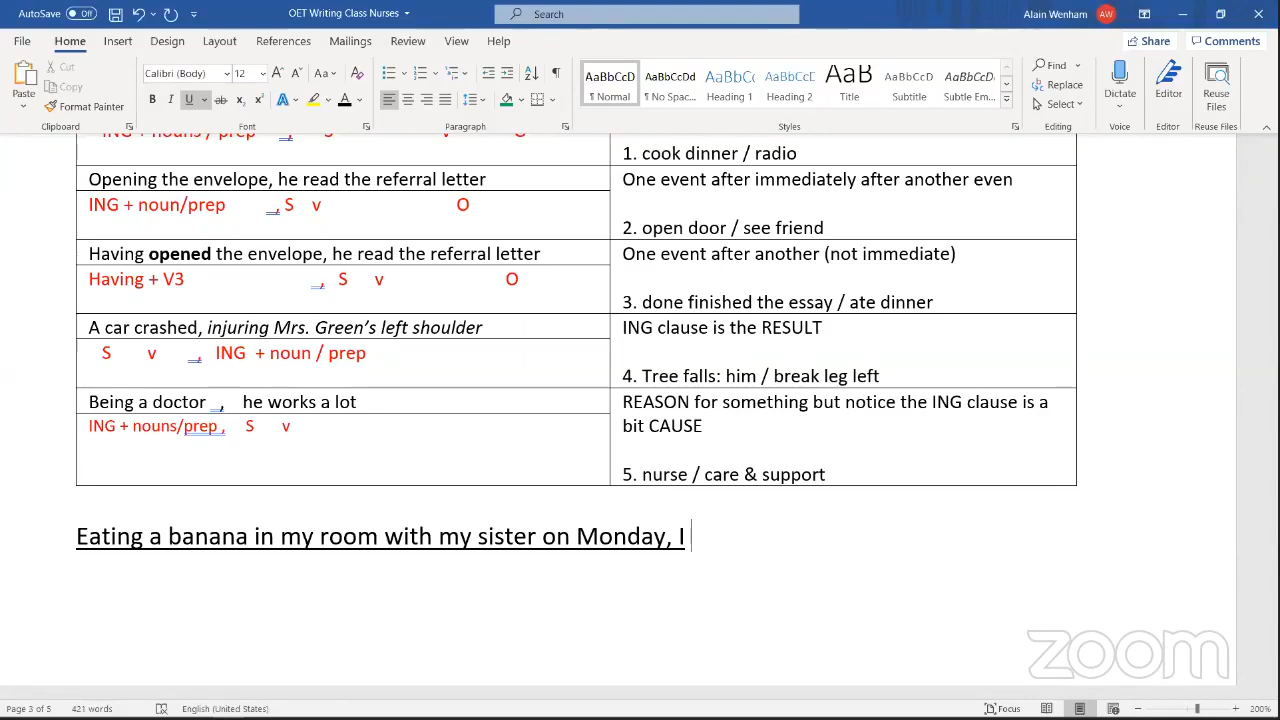 AutoSave Off
OET Writing Class Nurses
Search
Alain Wenham AW
File Home Insert Design Layout References Mailings Review View Help
Share Comments
Paste
Cut
Copy
Format Painter
Clipboard
Calibri (Body) 12
Font
Paragraph
AaBbCcD AaBbCcDd AaBbC AaBbCcC AaB AaBbCcD AaBbCcD.
¶ Normal ¶ No Spac... Heading 1 Heading 2 Title Subtitle Subtle Em...
Styles
Find
Replace
Select
Editing
Dictate
Voice
Editor
Editor
Reuse Files
Reuse Files
ING + nouns / prep , S v O
1. cook dinner / radio
Opening the envelope, he read the referral letter
ING + noun/prep , S v O
One event after immediately after another even
2. open door / see friend
Having opened the envelope, he read the referral letter
Having + V3 , S v O
One event after another (not immediate)
3. done finished the essay / ate dinner
A car crashed, injuring Mrs. Green's left shoulder
S v , ING + noun / prep
ING clause is the RESULT
4. Tree falls: him / break leg left
Being a doctor , he works a lot
ING + nouns/prep , S v
REASON for something but notice the ING clause is a
bit CAUSE
5. nurse / care & support
Eating a banana in my room with my sister on Monday, I
zoom
Page 3 of 5 421 words English (United States) Focus 200%